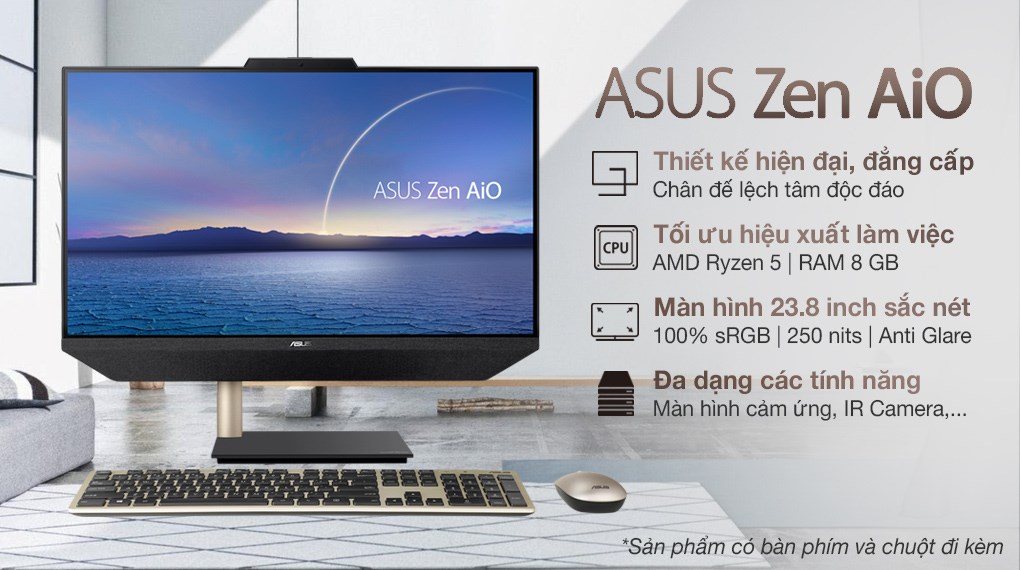 ASUS Zen AiO
ASUS
ASUS Zen AiO
Thiết kế hiện đại, đẳng cấp
Chân đế lệch tâm độc đáo
CPU
Tối ưu hiệu xuất làm việc
AMD Ryzen 5 | RAM 8 GB
Màn hình 23.8 inch sắc nét
100% sRGB | 250 nits | Anti Glare
Đa dạng các tính năng
Màn hình cảm ứng, IR Camera,...
ASUS
*Sản phẩm có bàn phím và chuột đi kèm